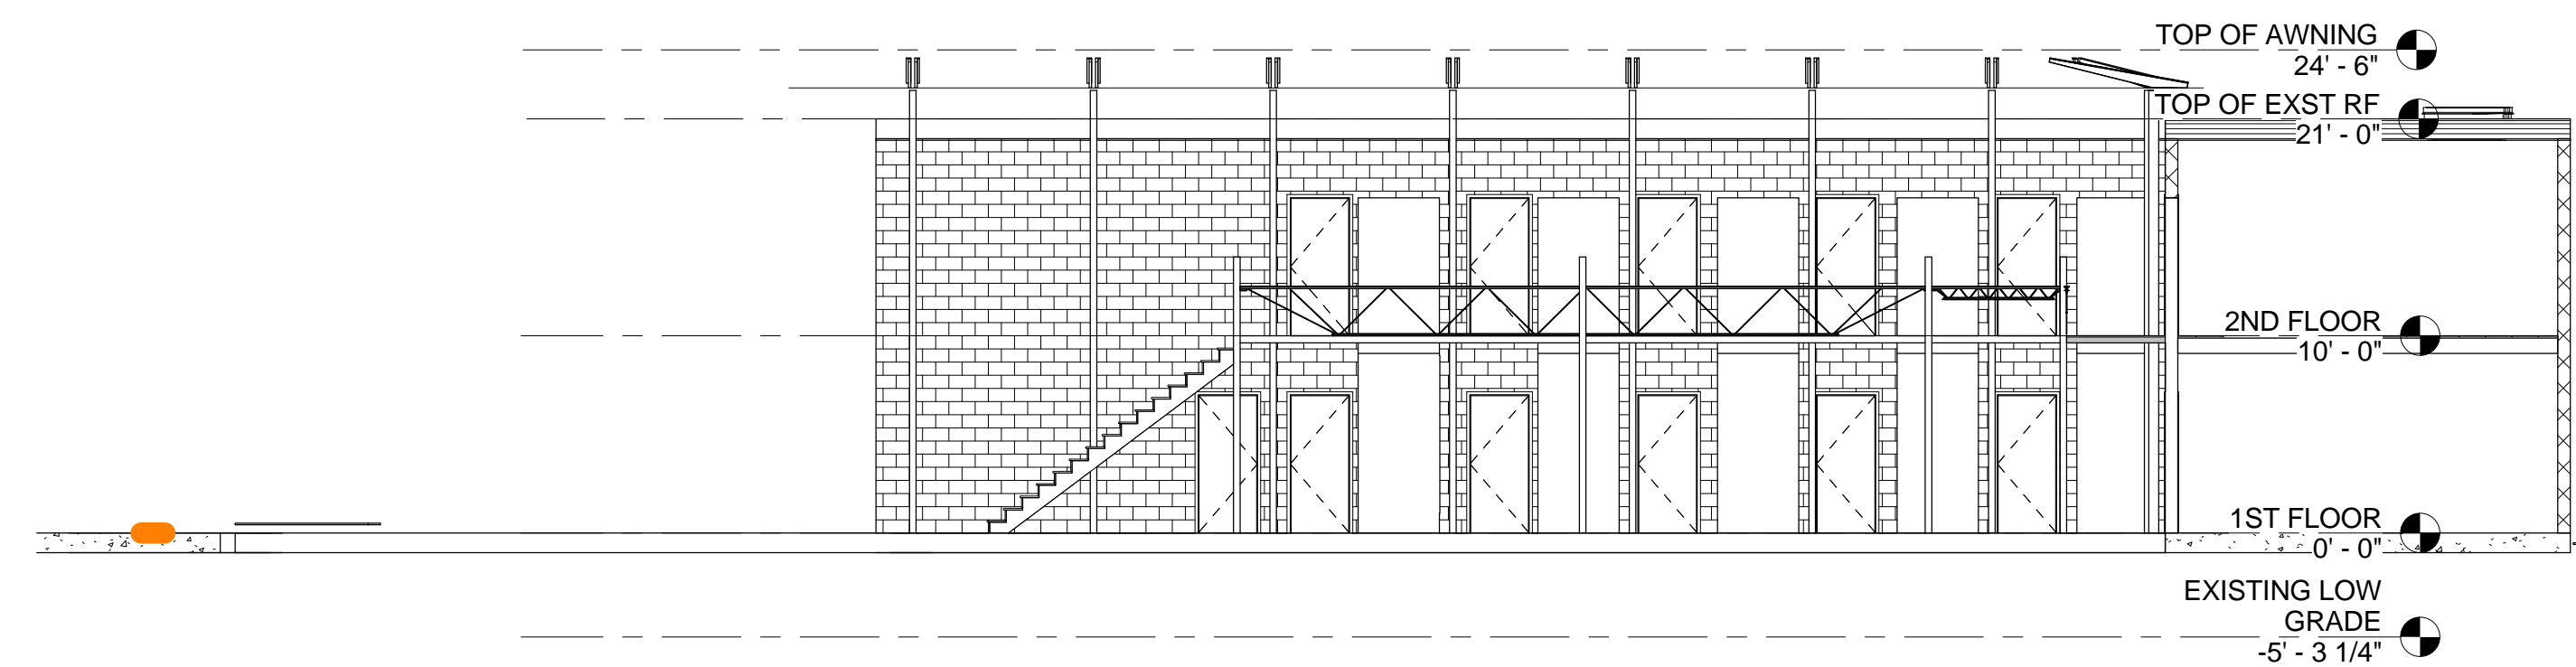 TOP OF AWNING
24' - 6"
TOP OF EXST RF
21' - 0"
2ND FLOOR
10' - 0"
1ST FLOOR
0' - 0"
EXISTING LOW
GRADE
-5' - 3 1/4"